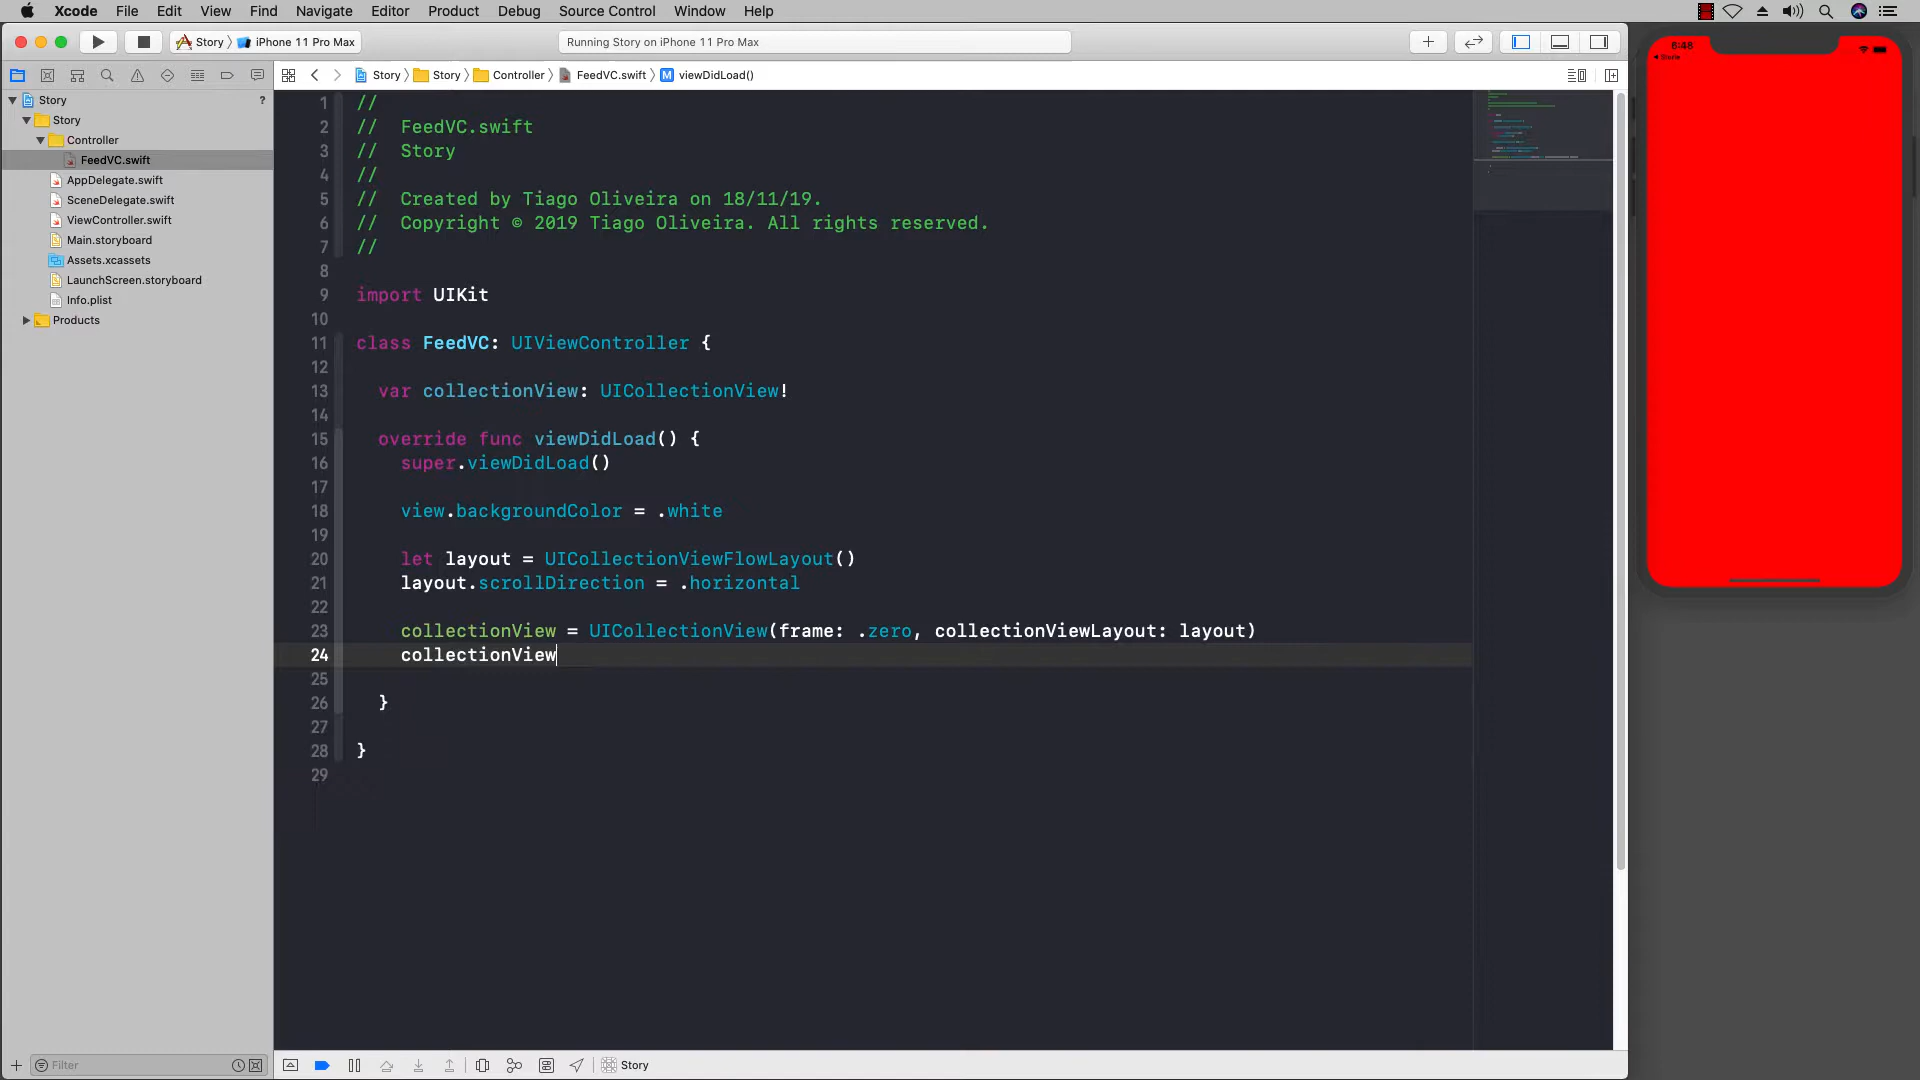 Xcode File Edit View Find Navigate Editor Product Debug Source Control Window Help
Story iPhone 11 Pro Max
Running Story on iPhone 11 Pro Max
Story Story Controller FeedVC.swift M viewDidLoad()
Story ?
Story
Controller
FeedVC.swift
AppDelegate.swift
SceneDelegate.swift
ViewController.swift
Main.storyboard
Assets.xcassets
LaunchScreen.storyboard
Info.plist
Products
Filter
1 //
2 // FeedVC.swift
3 // Story
4 //
5 // Created by Tiago Oliveira on 18/11/19.
6 // Copyright © 2019 Tiago Oliveira. All rights reserved.
7 //
8
9 import UIKit
10
11 class FeedVC: UIViewController {
12
13 var collectionView: UICollectionView!
14
15 override func viewDidLoad() {
16 super.viewDidLoad()
17
18 view.backgroundColor = .white
19
20 let layout = UICollectionViewFlowLayout()
21 layout.scrollDirection = .horizontal
22
23 collectionView = UICollectionView(frame: .zero, collectionViewLayout: layout)
24 collectionView
25
26 }
27
28 }
29
Story
6:48